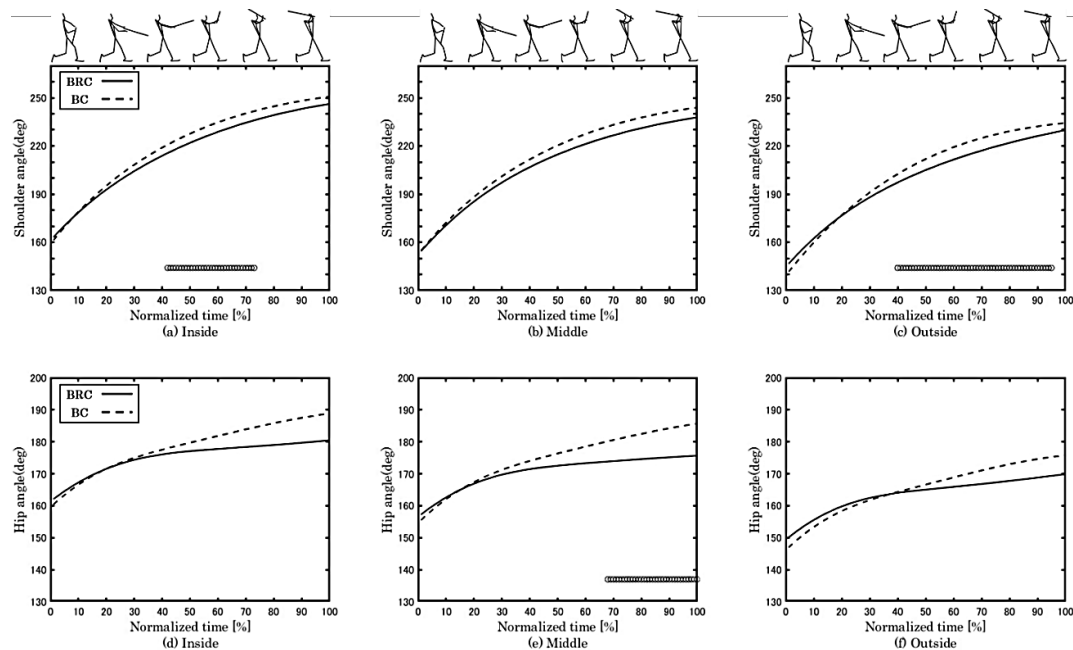 BRC
BC
Shoulder angle(deg)
250
220
190
160
130
0 10 20 30 40 50 60 70 80 90 100
Normalized time [%]
(a) Inside
Shoulder angle(deg)
250
220
190
160
130
0 10 20 30 40 50 60 70 80 90 100
Normalized time [%]
(b) Middle
Shoulder angle(deg)
250
220
190
160
130
0 10 20 30 40 50 60 70 80 90 100
Normalized time [%]
(c) Outside
BRC
BC
Hip angle(deg)
200
190
180
170
160
150
140
130
0 10 20 30 40 50 60 70 80 90 100
Normalized time [%]
(d) Inside
Hip angle(deg)
200
190
180
170
160
150
140
130
0 10 20 30 40 50 60 70 80 90 100
Normalized time [%]
(e) Middle
Hip angle(deg)
200
190
180
170
160
150
140
130
0 10 20 30 40 50 60 70 80 90 100
Normalized time [%]
(f) Outside